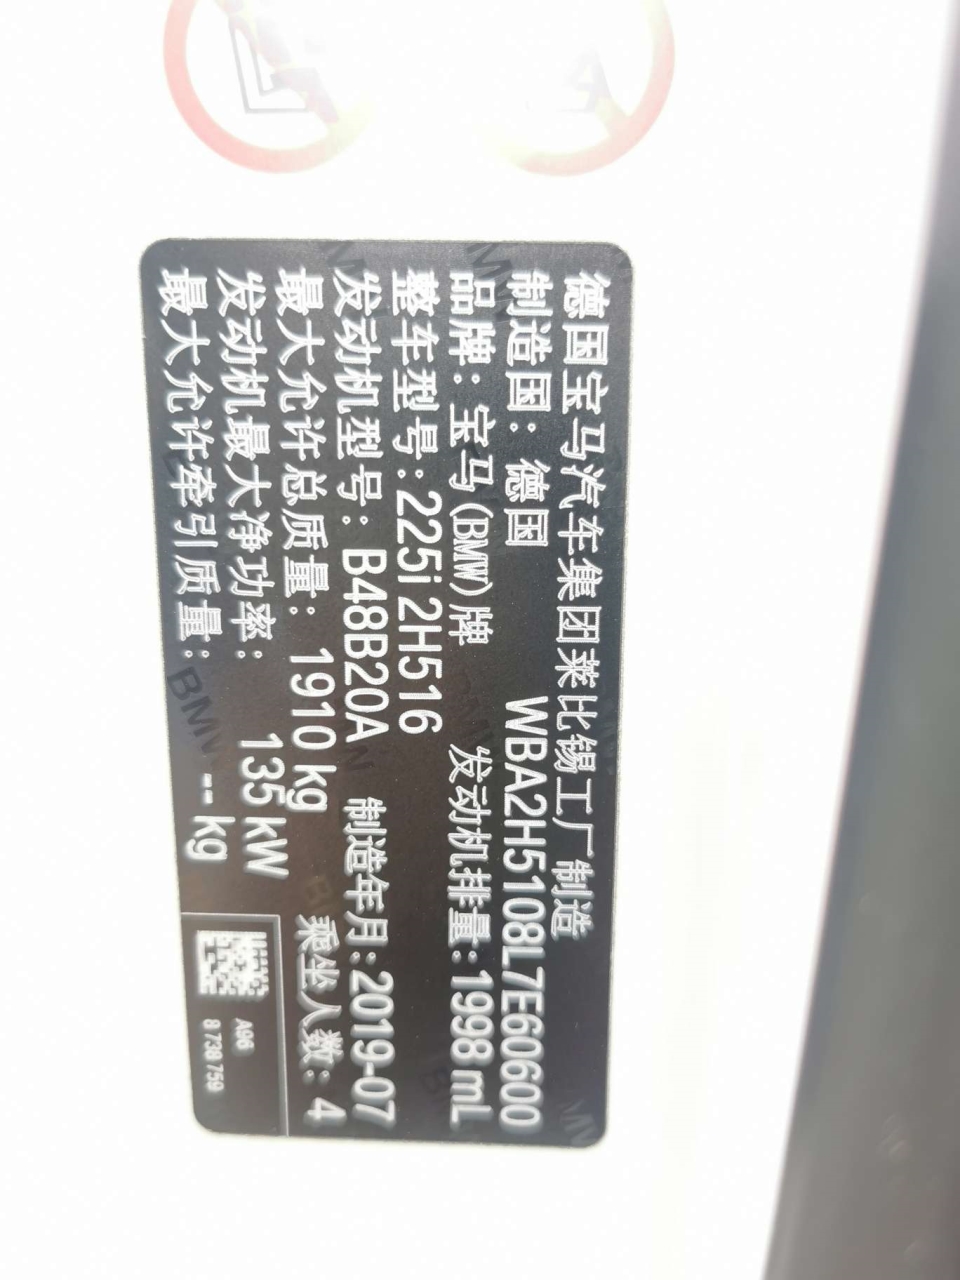 德国宝马汽车集团莱比锡工厂制造
制造国：德国 WBA2H5108L7E60600
品牌：宝马(BMW)牌 发动机排量：1998 mL
整车型号：225i 2H516
发动机型号：B48B20A 制造年月：2019-07
最大允许总质量：1910 kg 乘坐人数：4
发动机最大净功率：135 kW
最大允许牵引质量：-- kg
A96
8 738 759
BMW